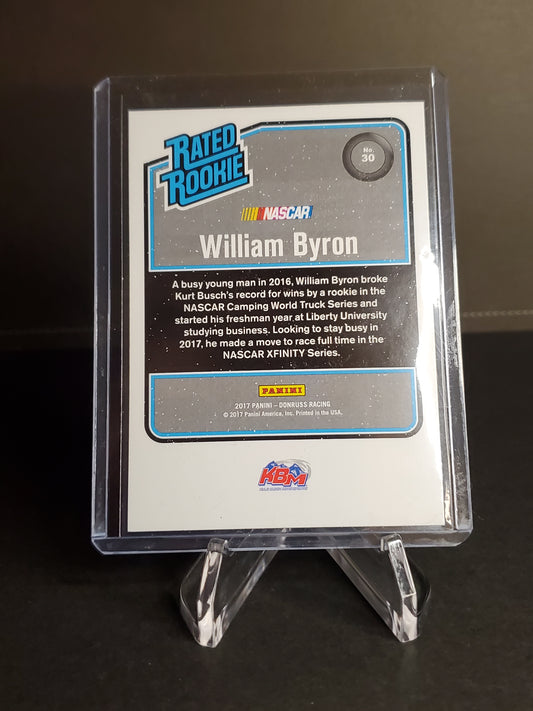 RATED
ROOKIE
No.
30
NASCAR
William Byron
A busy young man in 2016, William Byron broke
Kurt Busch's record for wins by a rookie in the
NASCAR Camping World Truck Series and
started his freshman year at Liberty University
studying business. Looking to stay busy in
2017, he made a move to race full time in the
NASCAR XFINITY Series.
PANINI
2017 PANINI – DONRUSS RACING
© 2017 Panini America, Inc. Printed in the USA.
KBM